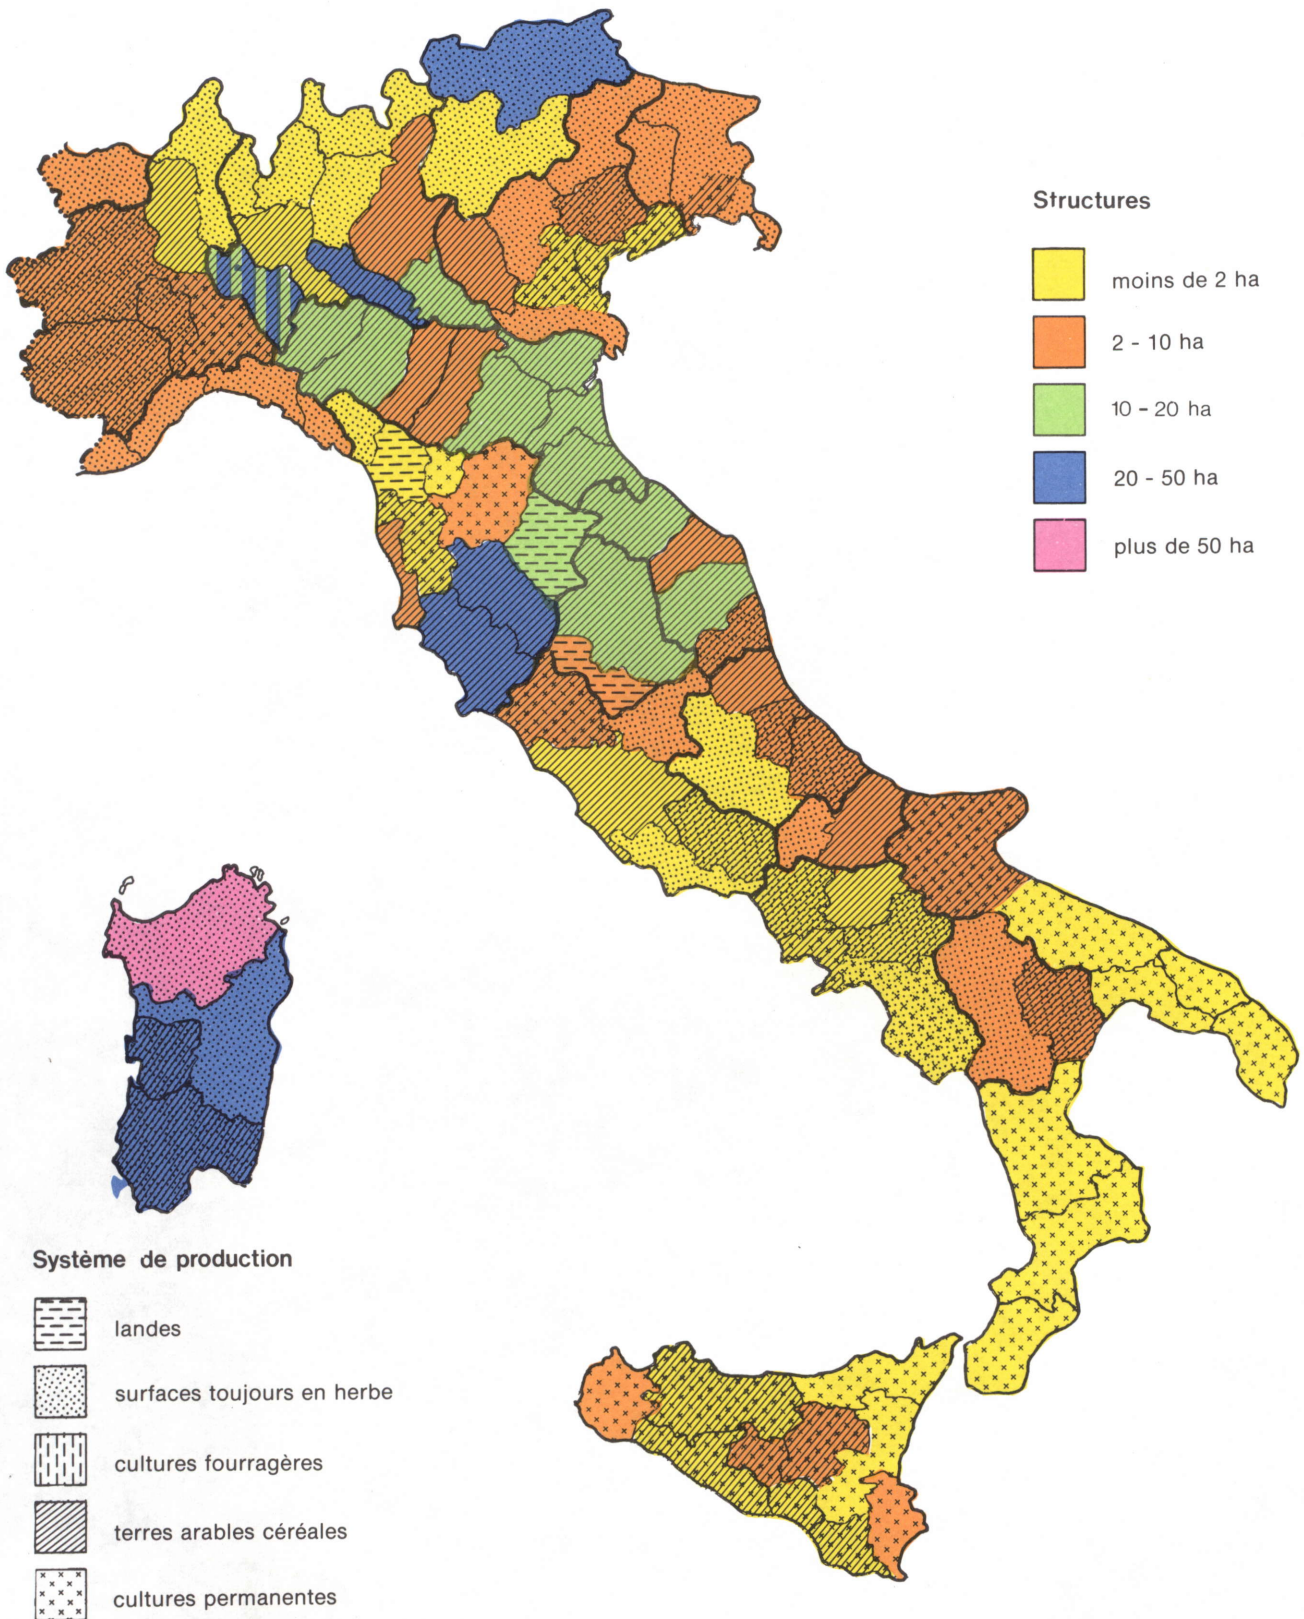 Structures
moins de 2 ha
2 - 10 ha
10 - 20 ha
20 - 50 ha
plus de 50 ha
Système de production
landes
surfaces toujours en herbe
cultures fourragères
terres arables céréales
cultures permanentes